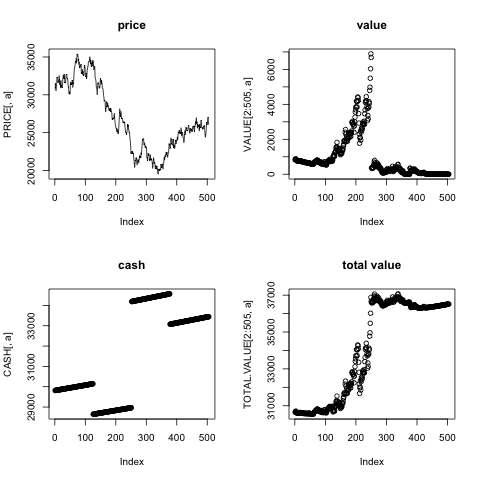 price
PRICE[, a]
20000 25000 30000 35000
0 100 200 300 400 500
Index
value
VALUE[2:505, a]
0 2000 4000 6000
0 100 200 300 400 500
Index
cash
CASH[, a]
29000 31000 33000
0 100 200 300 400 500
Index
total value
TOTAL.VALUE[2:505, a]
31000 33000 35000 37000
0 100 200 300 400 500
Index